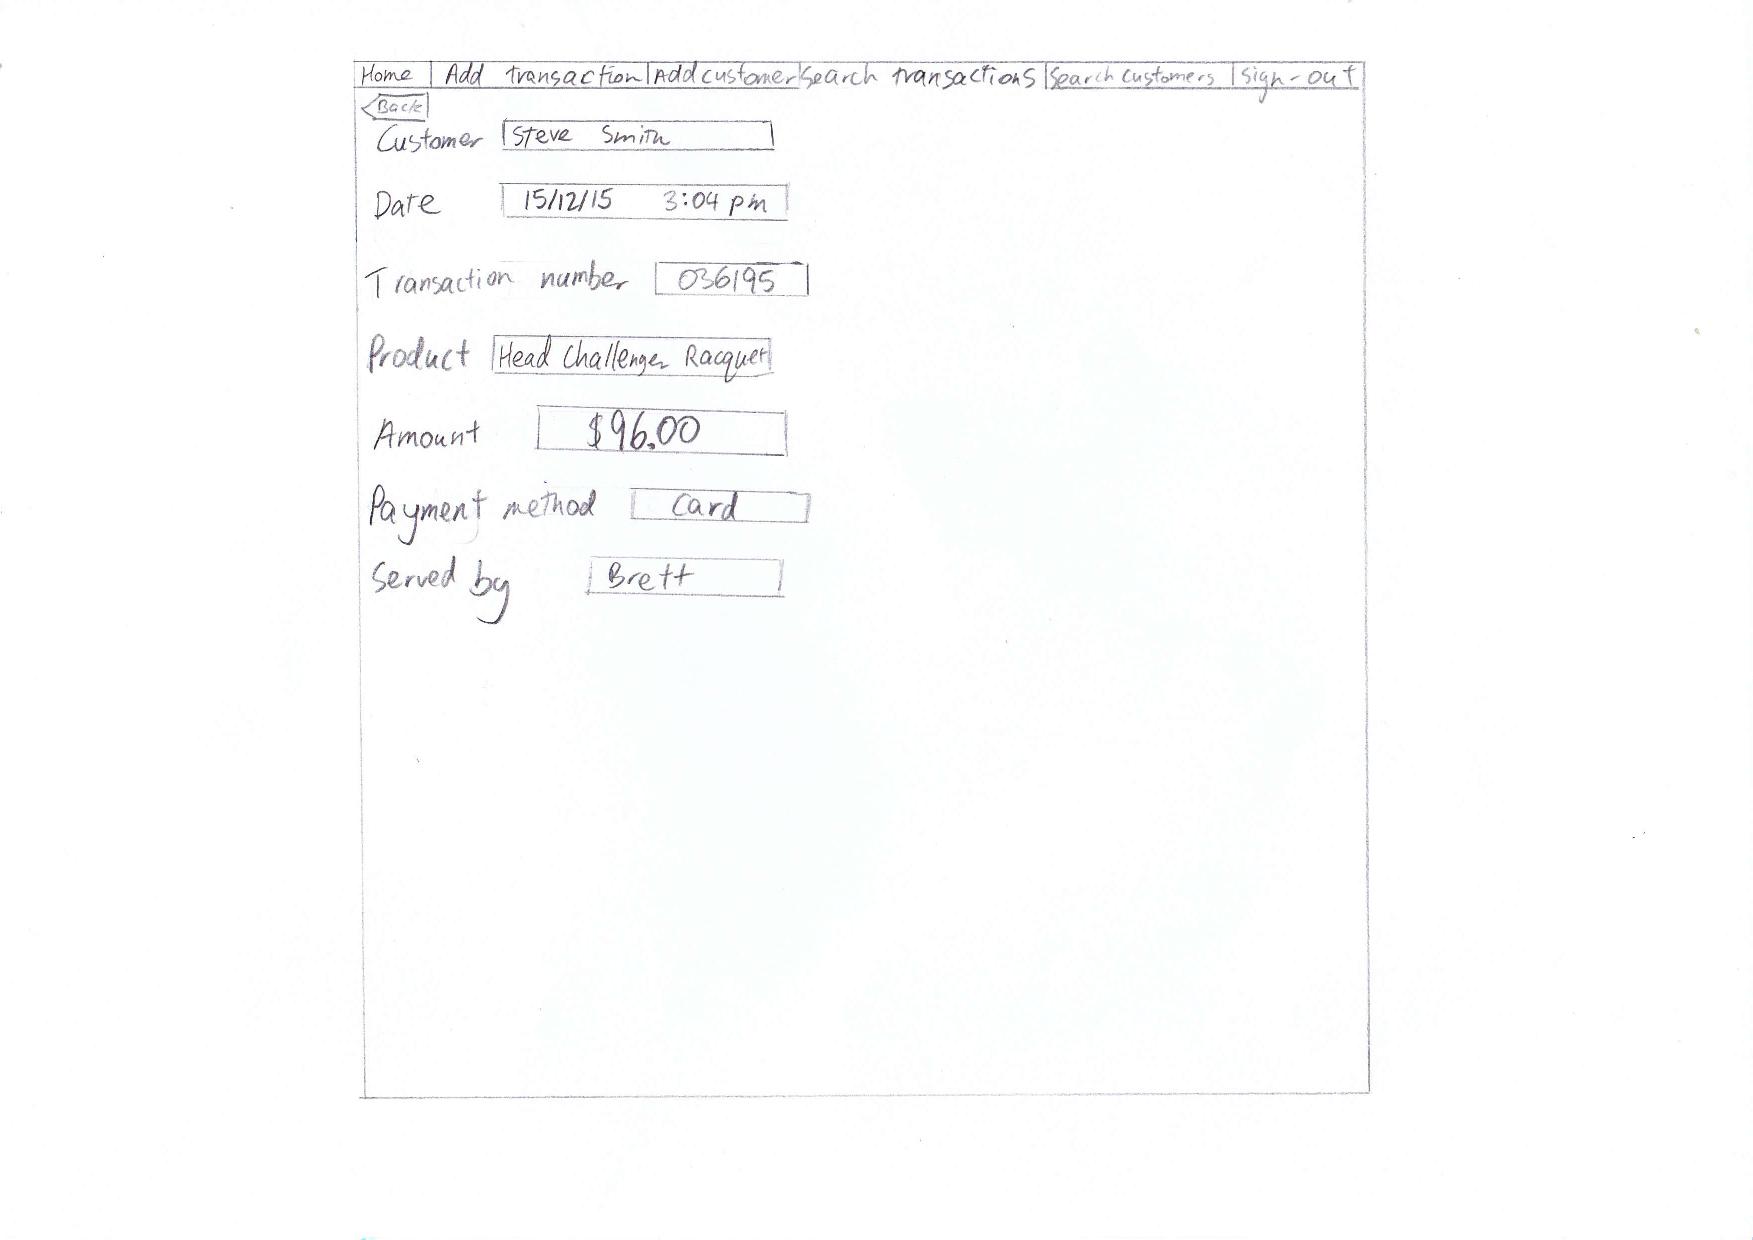 Home Add transaction Add customer Search transactions Search customers Sign-out
Back
Customer Steve Smith
Date 15/12/15 3:04 pm
Transaction number 036195
Product Head Challenger Racquet
Amount $96.00
Payment method Card
Served by Brett